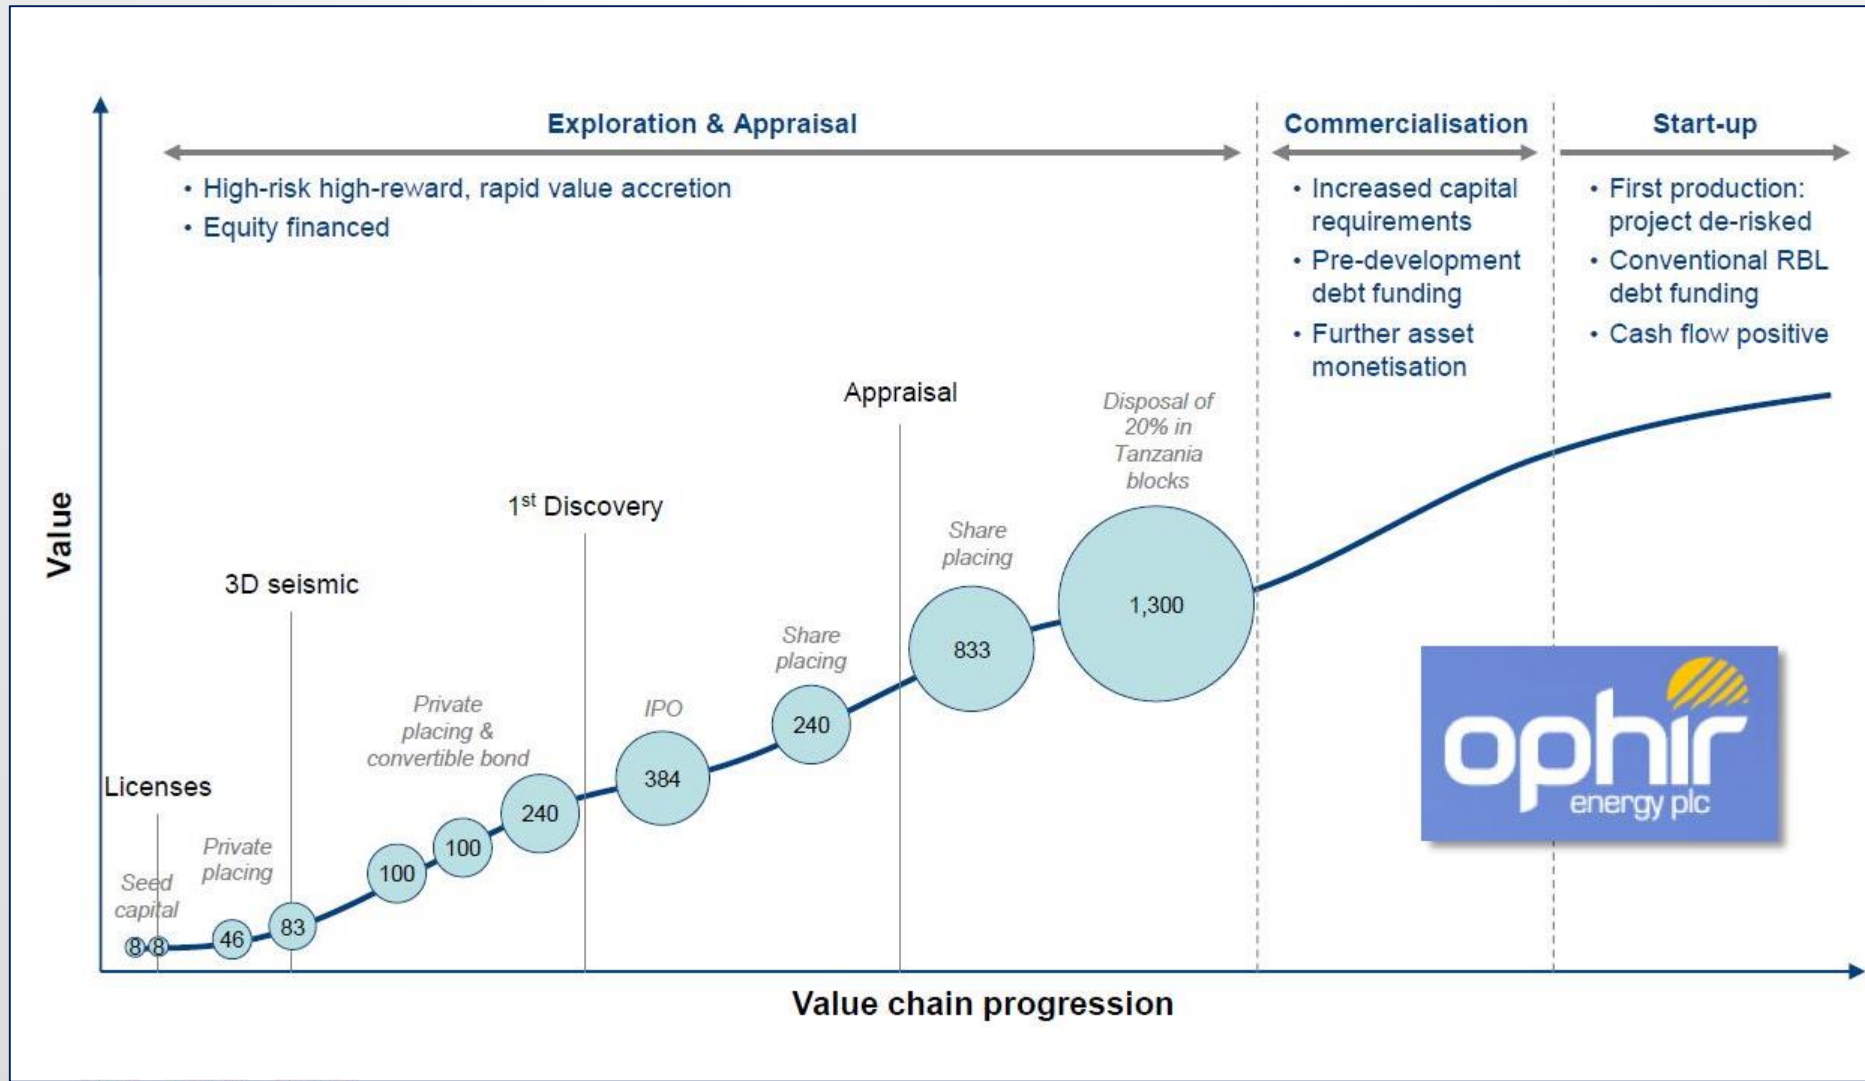 Exploration & Appraisal
• High-risk high-reward, rapid value accretion
• Equity financed
Commercialisation
• Increased capital
requirements
• Pre-development
debt funding
• Further asset
monetisation
Start-up
• First production:
project de-risked
• Conventional RBL
debt funding
• Cash flow positive
Value
Licenses
Seed
capital
8
8
Private
placing
46
3D seismic
83
Private
placing &
convertible bond
100
100
240
1st Discovery
IPO
384
Share
placing
240
Appraisal
Share
placing
833
Disposal of
20% in
Tanzania
blocks
1,300
ophir
energy plc
Value chain progression